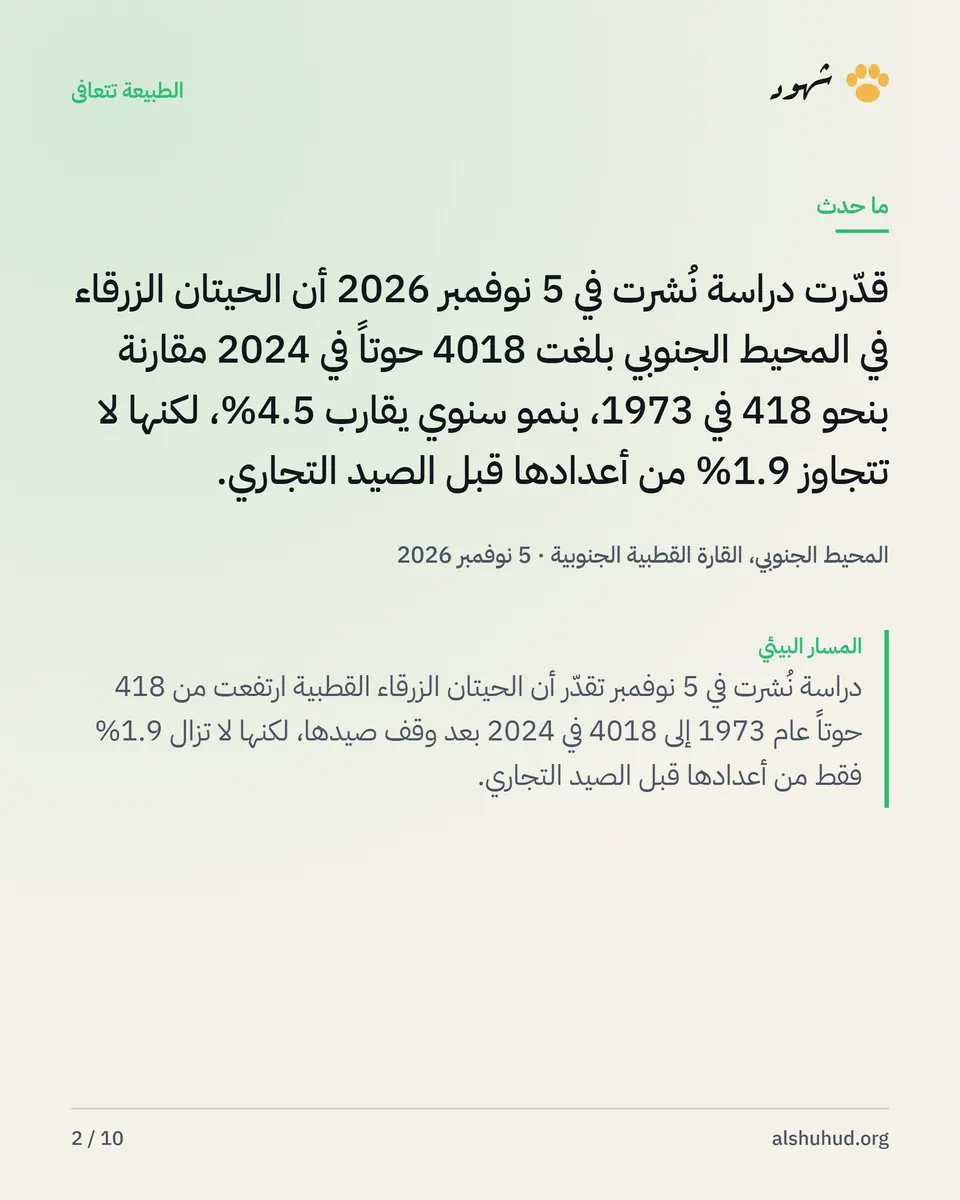 شهود
الطبيعة تتعافى
ما حدث
قدّرت دراسة نُشرت في 5 نوفمبر 2026 أن الحيتان الزرقاء
في المحيط الجنوبي بلغت 4018 حوتاً في 2024 مقارنة
بنحو 418 في 1973، بنمو سنوي يقارب 4.5%، لكنها لا
تتجاوز 1.9% من أعدادها قبل الصيد التجاري.
المحيط الجنوبي، القارة القطبية الجنوبية · 5 نوفمبر 2026
المسار البيئي
دراسة نُشرت في 5 نوفمبر تقدّر أن الحيتان الزرقاء القطبية ارتفعت من 418
حوتاً عام 1973 إلى 4018 في 2024 بعد وقف صيدها، لكنها لا تزال 1.9%
فقط من أعدادها قبل الصيد التجاري.
alshuhud.org
2 / 10